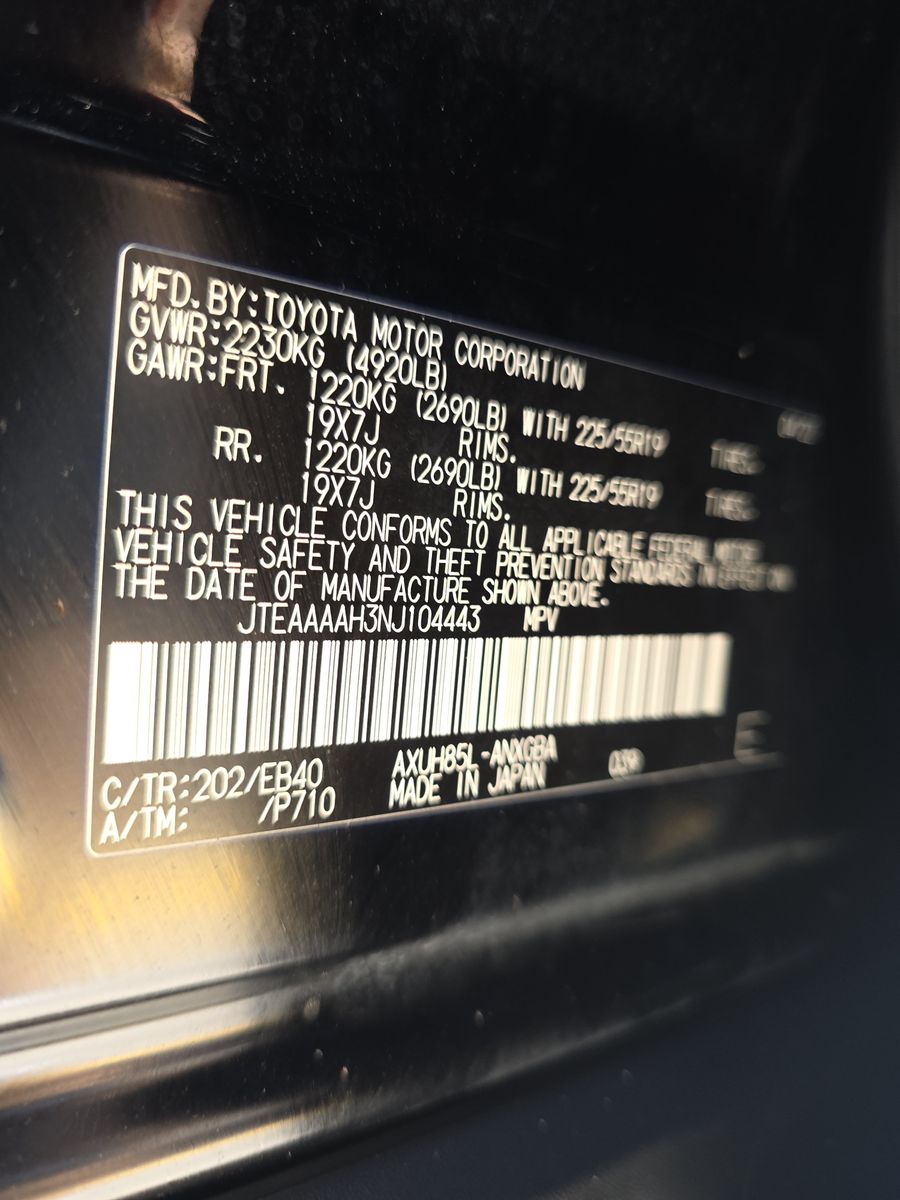 MFD. BY:TOYOTA MOTOR CORPORATION
GVWR:2230KG (4920LB)
GAWR:FRT. 1220KG (2690LB) WITH 225/55R19 TIRES,
19X7J RIMS.
RR. 1220KG (2690LB) WITH 225/55R19 TIRES,
19X7J RIMS.
THIS VEHICLE CONFORMS TO ALL APPLICABLE FEDERAL MOTOR
VEHICLE SAFETY AND THEFT PREVENTION STANDARDS IN EFFECT ON
THE DATE OF MANUFACTURE SHOWN ABOVE.
JTEAAAAH3NJ104443 MPV
C/TR:202/EB40 AXUH85L-ANXGBA 039
A/TM: /P710 MADE IN JAPAN